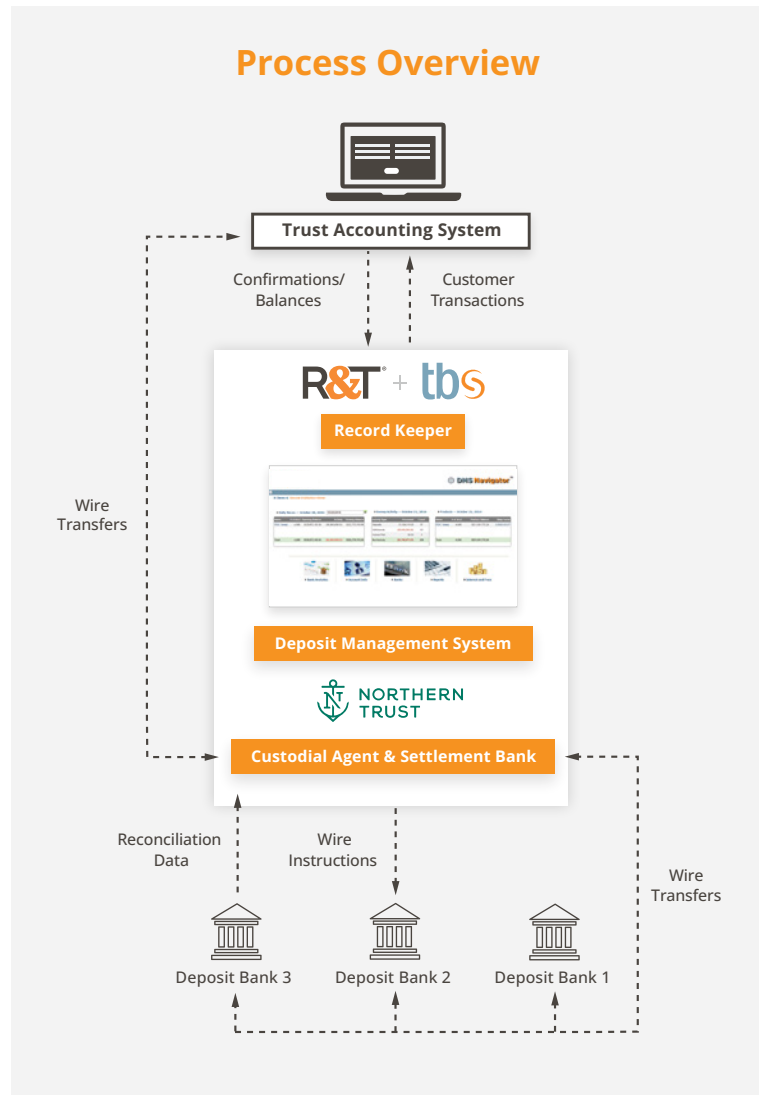 Process Overview
Trust Accounting System
Confirmations/
Balances
Customer
Transactions
R&T® + tbs
Record Keeper
Wire
Transfers
DMS Navigator
Deposit Management System
NORTHERN
TRUST
Custodial Agent & Settlement Bank
Reconciliation
Data
Wire
Instructions
Wire
Transfers
Deposit Bank 3
Deposit Bank 2
Deposit Bank 1